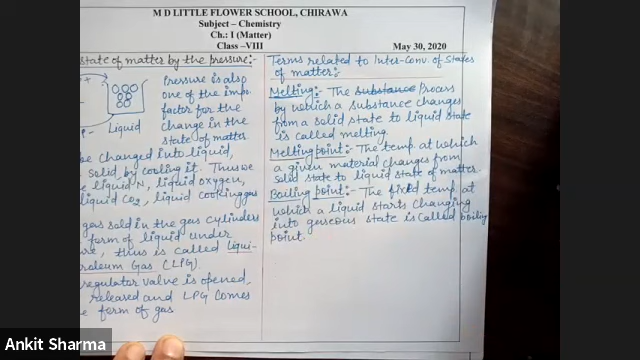 M D LITTLE FLOWER SCHOOL, CHIRAWA
Subject – Chemistry
Ch.: I (Matter)
Class –VIII
May 30, 2020
state of matter by the pressure:-
Pressure is also
one of the impo.
factor for the
change in the
state of matter.
Liquid
be changed into liquid,
solid by cooling it. Thus we
liquid N, liquid oxygen,
liquid CO2, liquid cooking gas
gas sold in the gas cylinders
form of liquid under
thus is called liqui-
roleum Gas (LPG).
regulator valve is opened,
released and LPG comes
form of gas
Terms related to Inter-Conv. of States
of matter:-
Melting:- The substance Process
by which a substance changes
from a solid state to liquid state
is called melting.
Melting point:- The temp. at which
a given material changes from
solid state to liquid state of matter.
Boiling point:- The fixed temp. at
which a liquid starts changing
into gaseous state is called boiling
point.
Ankit Sharma